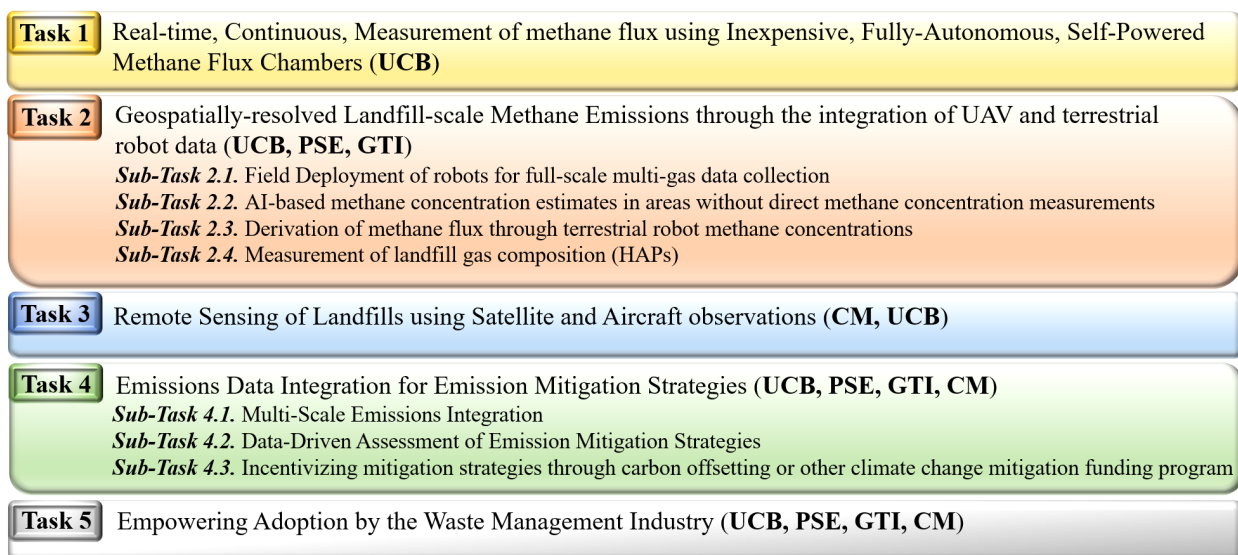 Task 1
Real-time, Continuous, Measurement of methane flux using Inexpensive, Fully-Autonomous, Self-Powered
Methane Flux Chambers (UCB)
Task 2
Geospatially-resolved Landfill-scale Methane Emissions through the integration of UAV and terrestrial
robot data (UCB, PSE, GTI)
Sub-Task 2.1. Field Deployment of robots for full-scale multi-gas data collection
Sub-Task 2.2. AI-based methane concentration estimates in areas without direct methane concentration measurements
Sub-Task 2.3. Derivation of methane flux through terrestrial robot methane concentrations
Sub-Task 2.4. Measurement of landfill gas composition (HAPs)
Task 3
Remote Sensing of Landfills using Satellite and Aircraft observations (CM, UCB)
Task 4
Emissions Data Integration for Emission Mitigation Strategies (UCB, PSE, GTI, CM)
Sub-Task 4.1. Multi-Scale Emissions Integration
Sub-Task 4.2. Data-Driven Assessment of Emission Mitigation Strategies
Sub-Task 4.3. Incentivizing mitigation strategies through carbon offsetting or other climate change mitigation funding program
Task 5
Empowering Adoption by the Waste Management Industry (UCB, PSE, GTI, CM)